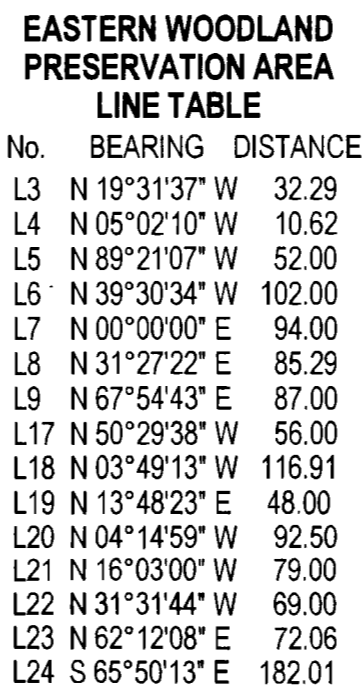 EASTERN WOODLAND
PRESERVATION AREA
LINE TABLE
No. BEARING DISTANCE
L3 N 19°31'37" W 32.29
L4 N 05°02'10" W 10.62
L5 N 89°21'07" W 52.00
L6 N 39°30'34" W 102.00
L7 N 00°00'00" E 94.00
L8 N 31°27'22" E 85.29
L9 N 67°54'43" E 87.00
L17 N 50°29'38" W 56.00
L18 N 03°49'13" W 116.91
L19 N 13°48'23" E 48.00
L20 N 04°14'59" W 92.50
L21 N 16°03'00" W 79.00
L22 N 31°31'44" W 69.00
L23 N 62°12'08" E 72.06
L24 S 65°50'13" E 182.01